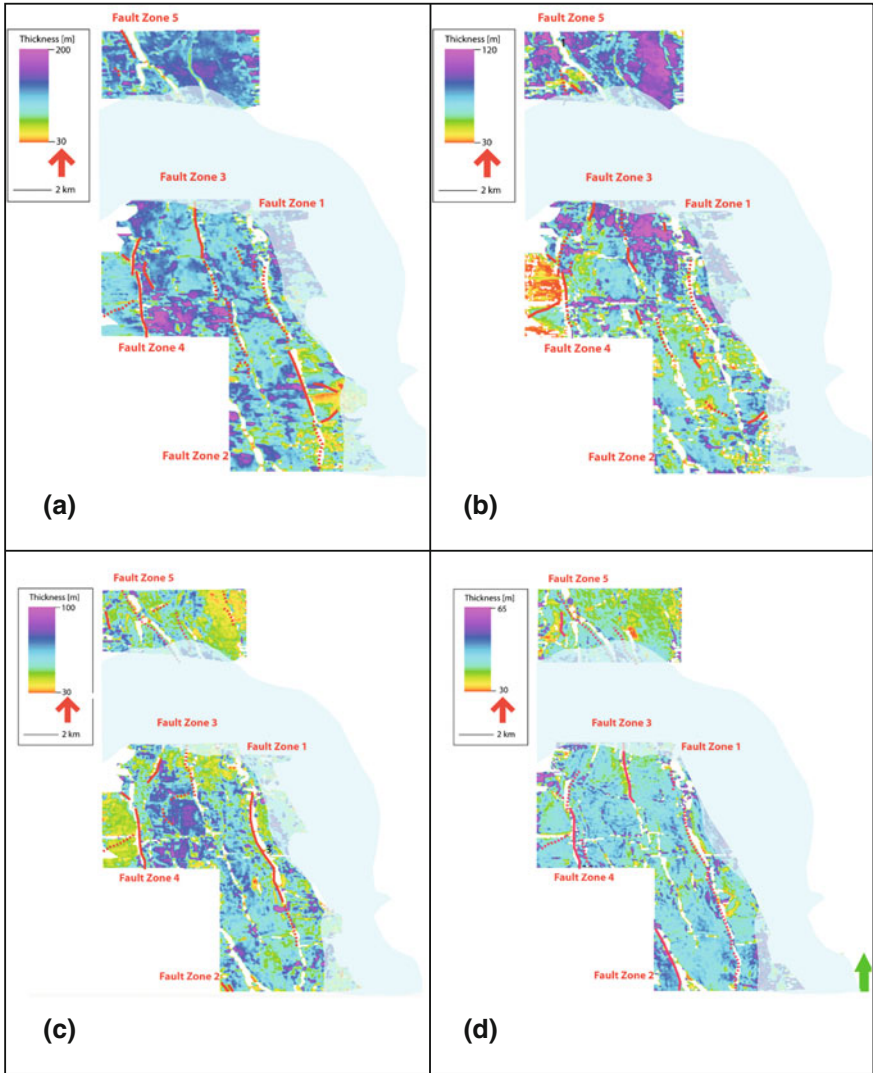 Fault Zone 5
Thickness [m]
200
30
2 km
Fault Zone 3
Fault Zone 1
Fault Zone 4
Fault Zone 2
(a)
Fault Zone 5
Thickness [m]
120
1
30
2 km
Fault Zone 3
Fault Zone 1
Fault Zone 4
Fault Zone 2
(b)
Fault Zone 5
Thickness [m]
100
30
2 km
Fault Zone 3
Fault Zone 1
3
Fault Zone 4
Fault Zone 2
(c)
Fault Zone 5
Thickness [m]
65
30
2 km
Fault Zone 3
Fault Zone 1
Fault Zone 4
Fault Zone 2
(d)